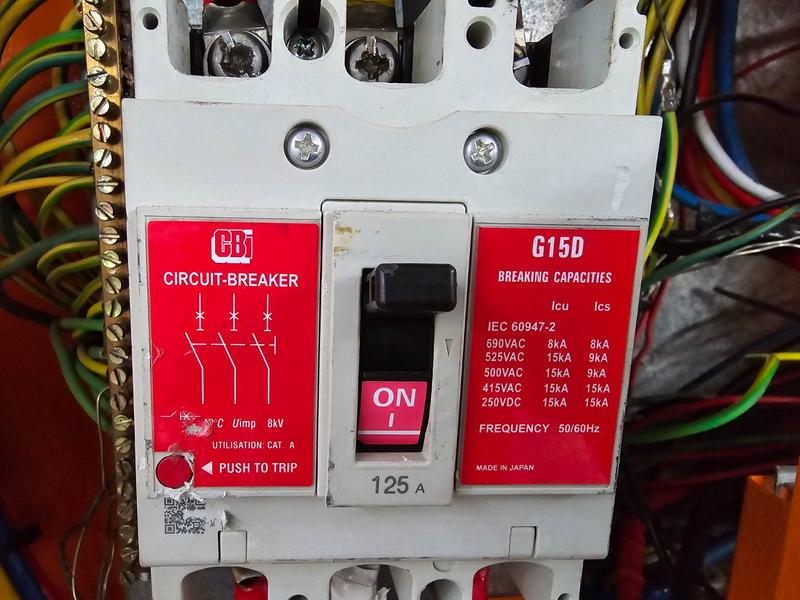 CBi
CIRCUIT-BREAKER
Uimp 8kV
UTILISATION: CAT. A
PUSH TO TRIP
ON
I
125 A
G15D
BREAKING CAPACITIES
Icu Ics
IEC 60947-2
690VAC 8kA 8kA
525VAC 15kA 9kA
500VAC 15kA 9kA
415VAC 15kA 15kA
250VDC 15kA 15kA
FREQUENCY 50/60Hz
MADE IN JAPAN